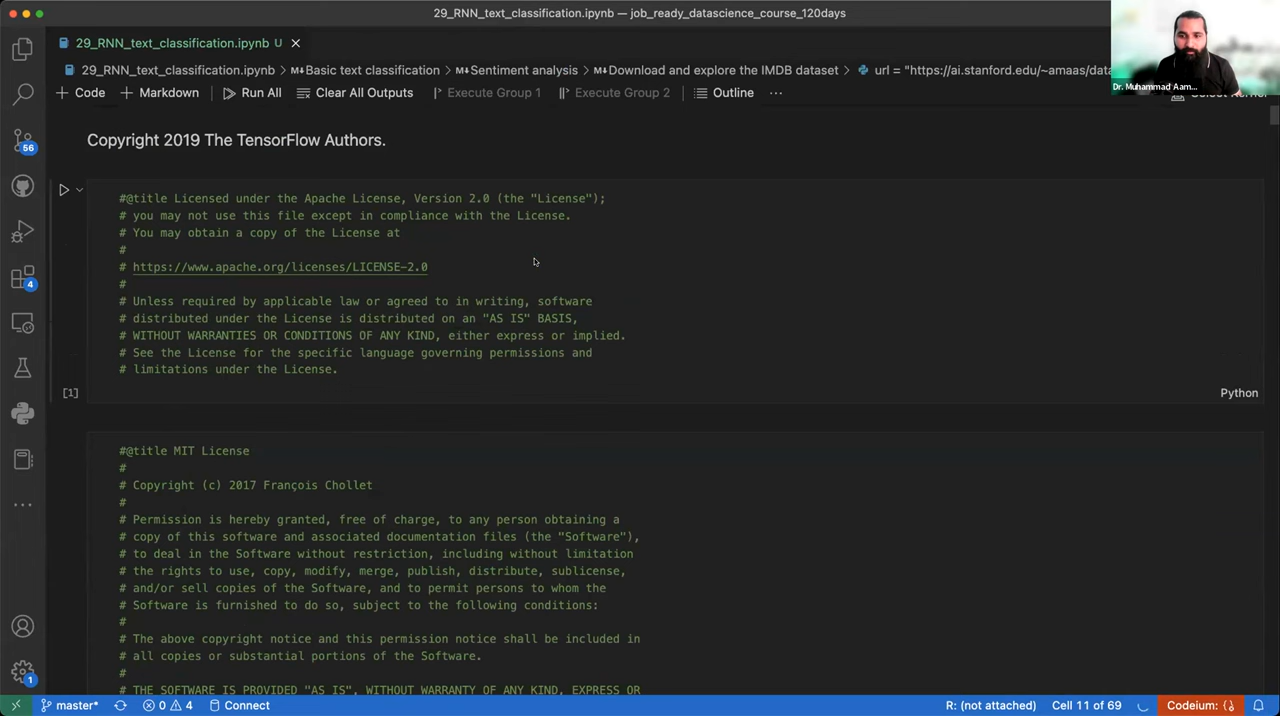 29_RNN_text_classification.ipynb — job_ready_datascience_course_120days
29_RNN_text_classification.ipynb U
29_RNN_text_classification.ipynb > Basic text classification > Sentiment analysis > Download and explore the IMDB dataset > url = "https://ai.stanford.edu/~amaas/dat
+ Code + Markdown Run All Clear All Outputs Execute Group 1 Execute Group 2 Outline ...
Dr. Muhammad Aam...
Copyright 2019 The TensorFlow Authors.
#@title Licensed under the Apache License, Version 2.0 (the "License");
# you may not use this file except in compliance with the License.
# You may obtain a copy of the License at
#
# https://www.apache.org/licenses/LICENSE-2.0
#
# Unless required by applicable law or agreed to in writing, software
# distributed under the License is distributed on an "AS IS" BASIS,
# WITHOUT WARRANTIES OR CONDITIONS OF ANY KIND, either express or implied.
# See the License for the specific language governing permissions and
# limitations under the License.
[1]
Python
#@title MIT License
#
# Copyright (c) 2017 François Chollet
#
# Permission is hereby granted, free of charge, to any person obtaining a
# copy of this software and associated documentation files (the "Software"),
# to deal in the Software without restriction, including without limitation
# the rights to use, copy, modify, merge, publish, distribute, sublicense,
# and/or sell copies of the Software, and to permit persons to whom the
# Software is furnished to do so, subject to the following conditions:
#
# The above copyright notice and this permission notice shall be included in
# all copies or substantial portions of the Software.
#
# THE SOFTWARE IS PROVIDED "AS IS", WITHOUT WARRANTY OF ANY KIND, EXPRESS OR
56
4
1
master* 0 4 Connect
R: (not attached) Cell 11 of 69 Codeium: {}